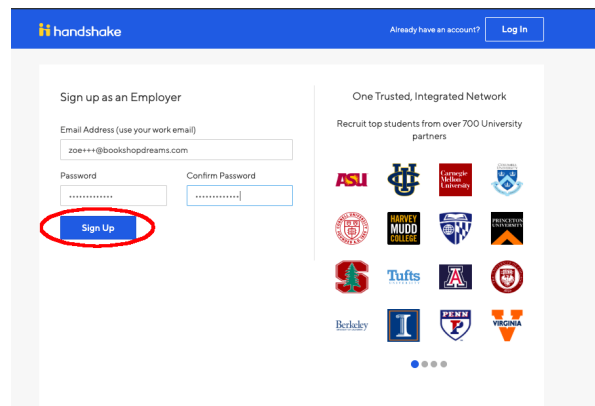 handshake
Already have an account?
Log In
Sign up as an Employer
Email Address (use your work email)
zoe+++@bookshopdreams.com
Password
Confirm Password
•••••••••••••
•••••••••••••
Sign Up
One Trusted, Integrated Network
Recruit top students from over 700 University
partners
ASU
Carnegie
Mellon
University
HARVEY
MUDD
COLLEGE
PRINCETON
Tufts
UNIVERSITY
A
Berkeley
I
PENN
P
VIRGINIA
V